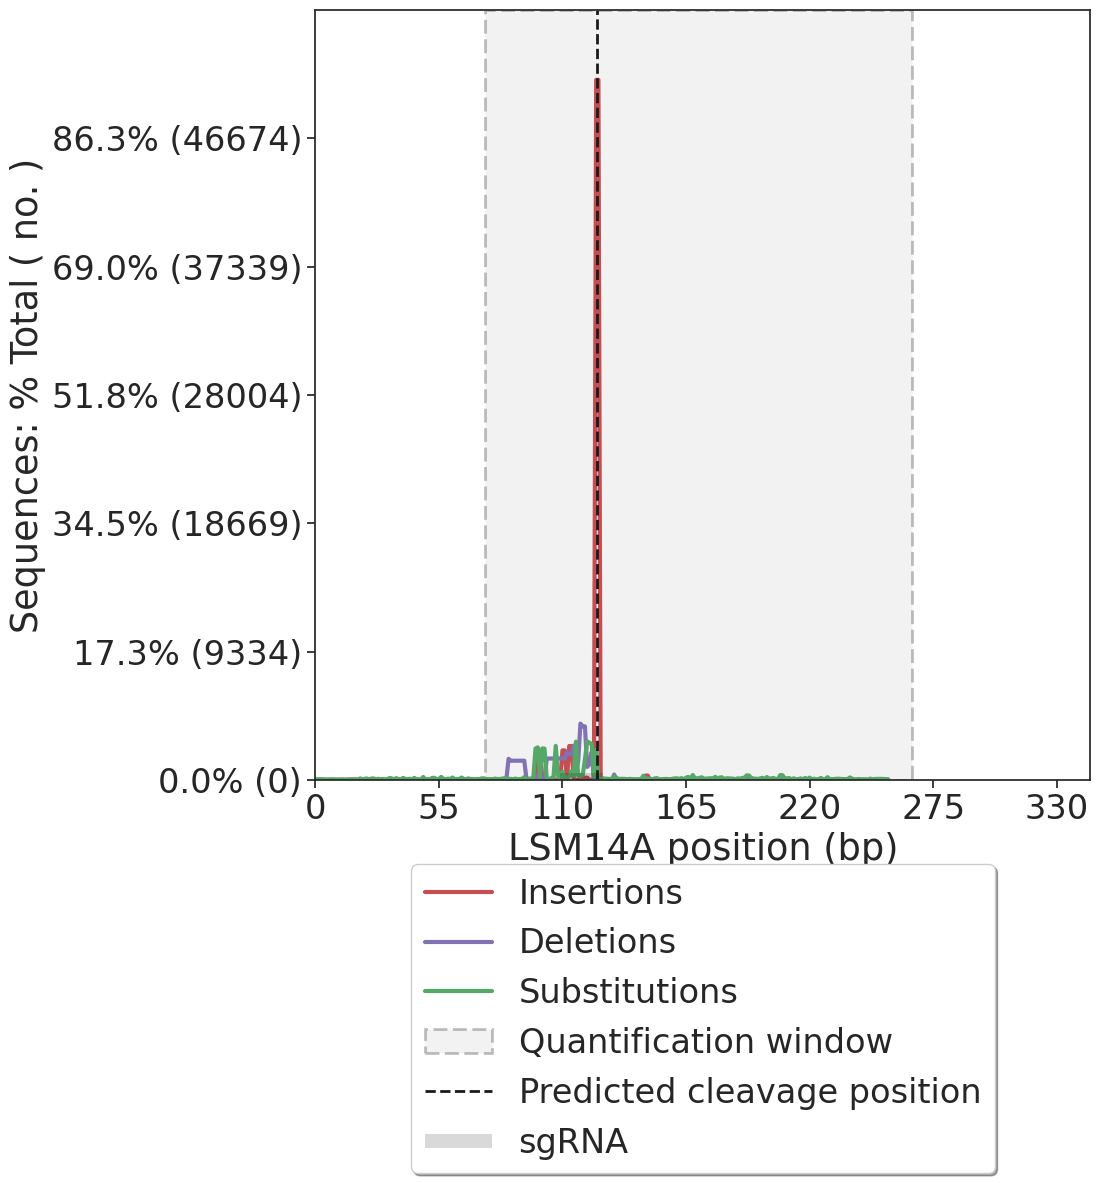 Sequences: % Total ( no. )
86.3% (46674)
69.0% (37339)
51.8% (28004)
34.5% (18669)
17.3% (9334)
0.0% (0)
0 55 110 165 220 275 330
LSM14A position (bp)
Insertions
Deletions
Substitutions
Quantification window
Predicted cleavage position
sgRNA